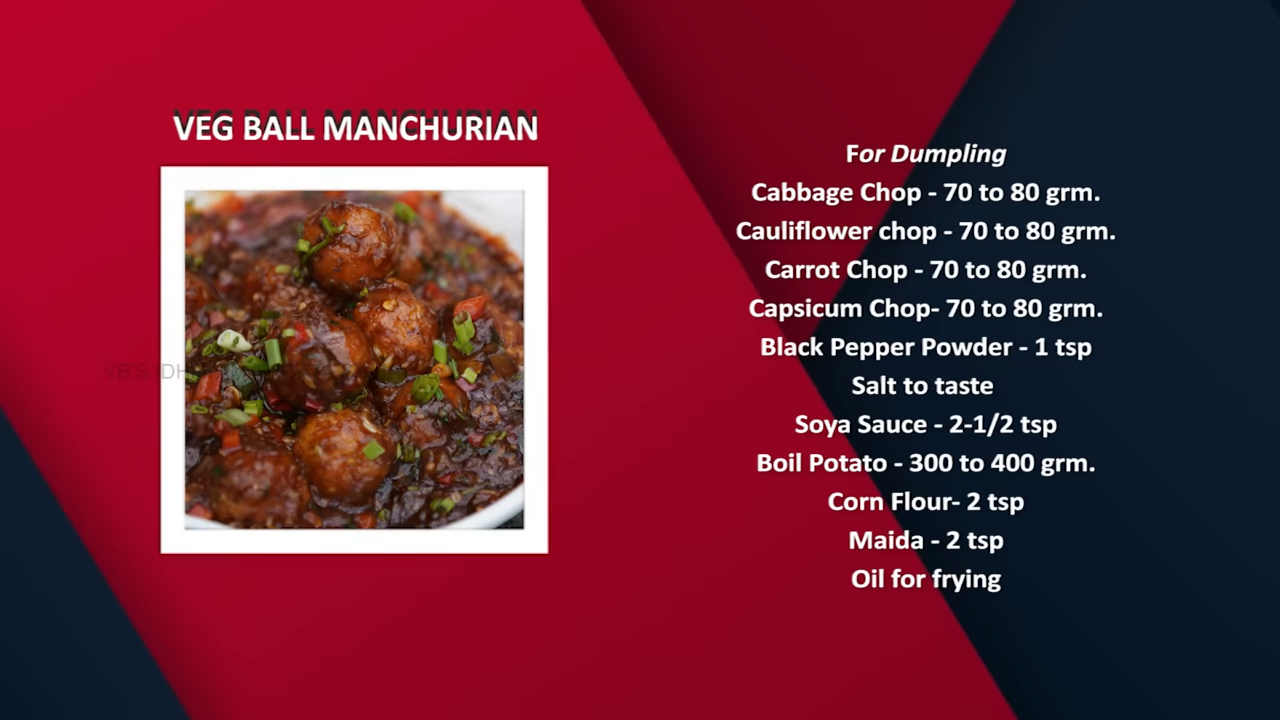 VEG BALL MANCHURIAN
For Dumpling
Cabbage Chop - 70 to 80 grm.
Cauliflower chop - 70 to 80 grm.
Carrot Chop - 70 to 80 grm.
Capsicum Chop- 70 to 80 grm.
Black Pepper Powder - 1 tsp
Salt to taste
Soya Sauce - 2-1/2 tsp
Boil Potato - 300 to 400 grm.
Corn Flour- 2 tsp
Maida - 2 tsp
Oil for frying
VB'S